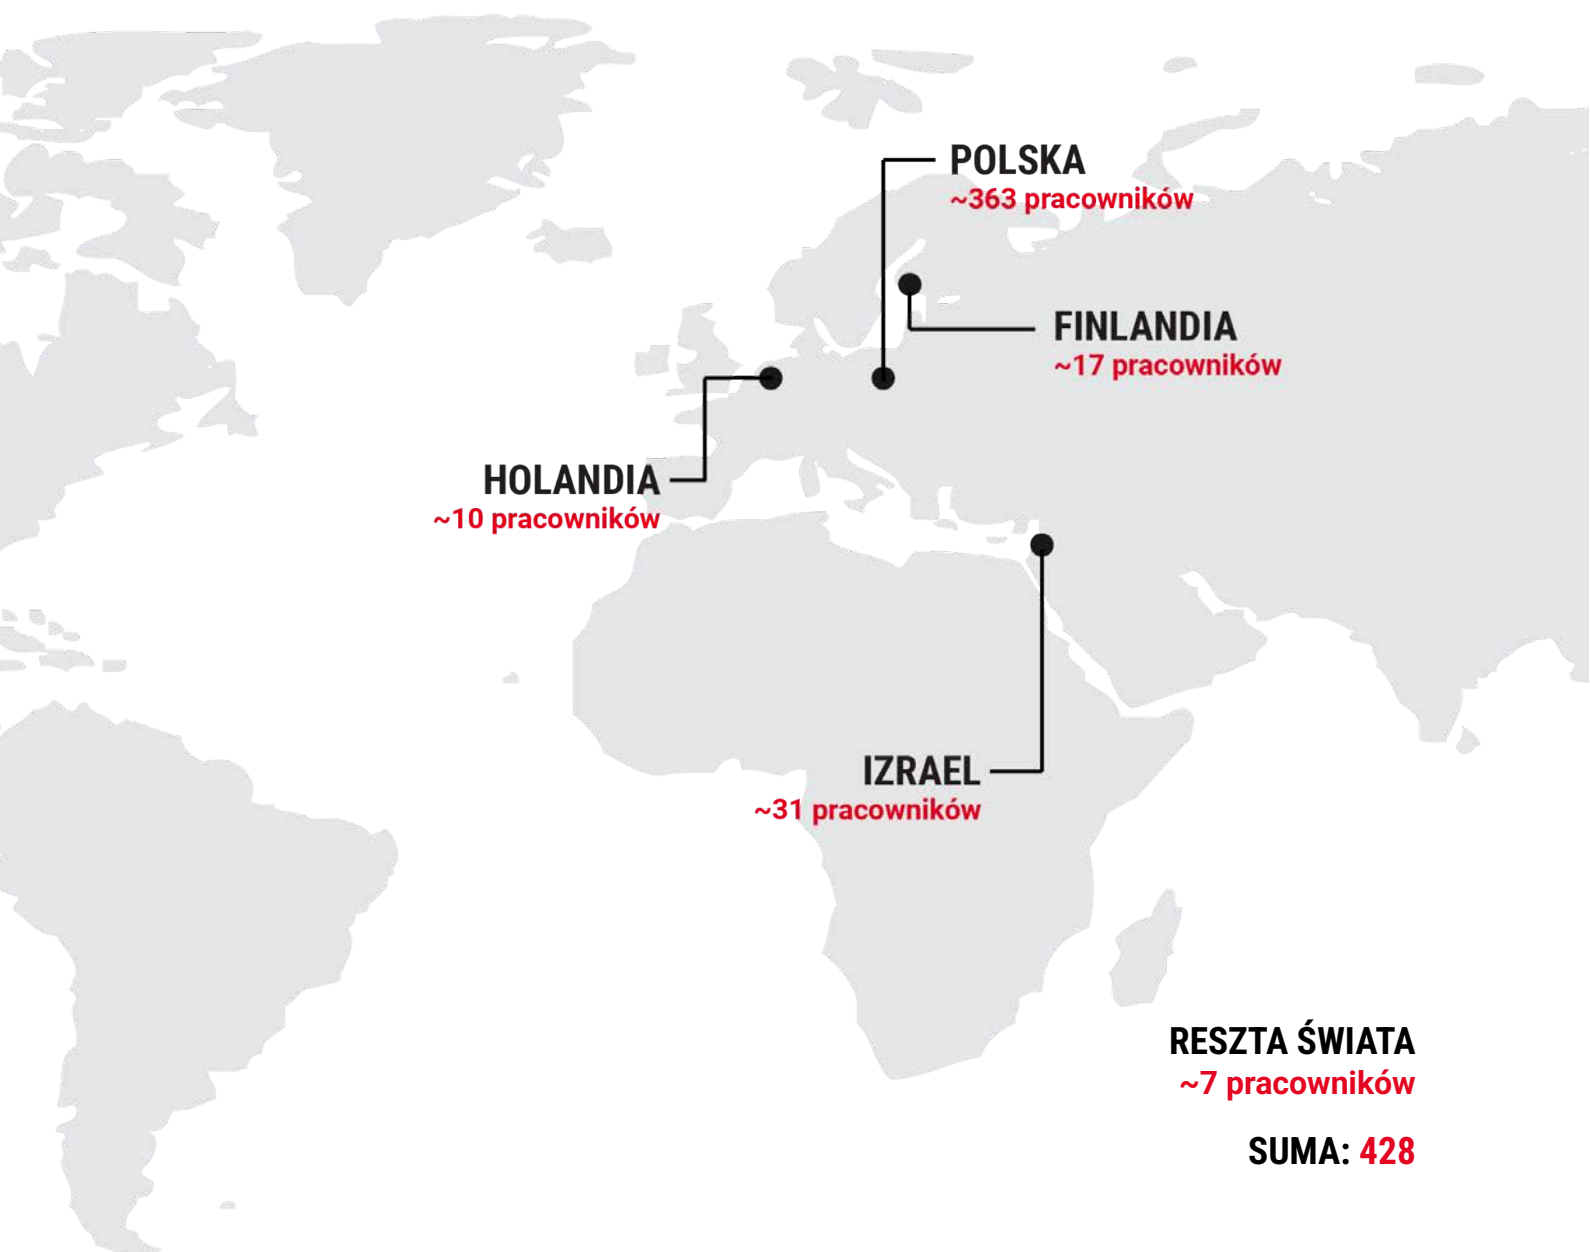 POLSKA
~363 pracowników
FINLANDIA
~17 pracowników
HOLANDIA
~10 pracowników
IZRAEL
~31 pracowników
RESZTA ŚWIATA
~7 pracowników
SUMA: 428